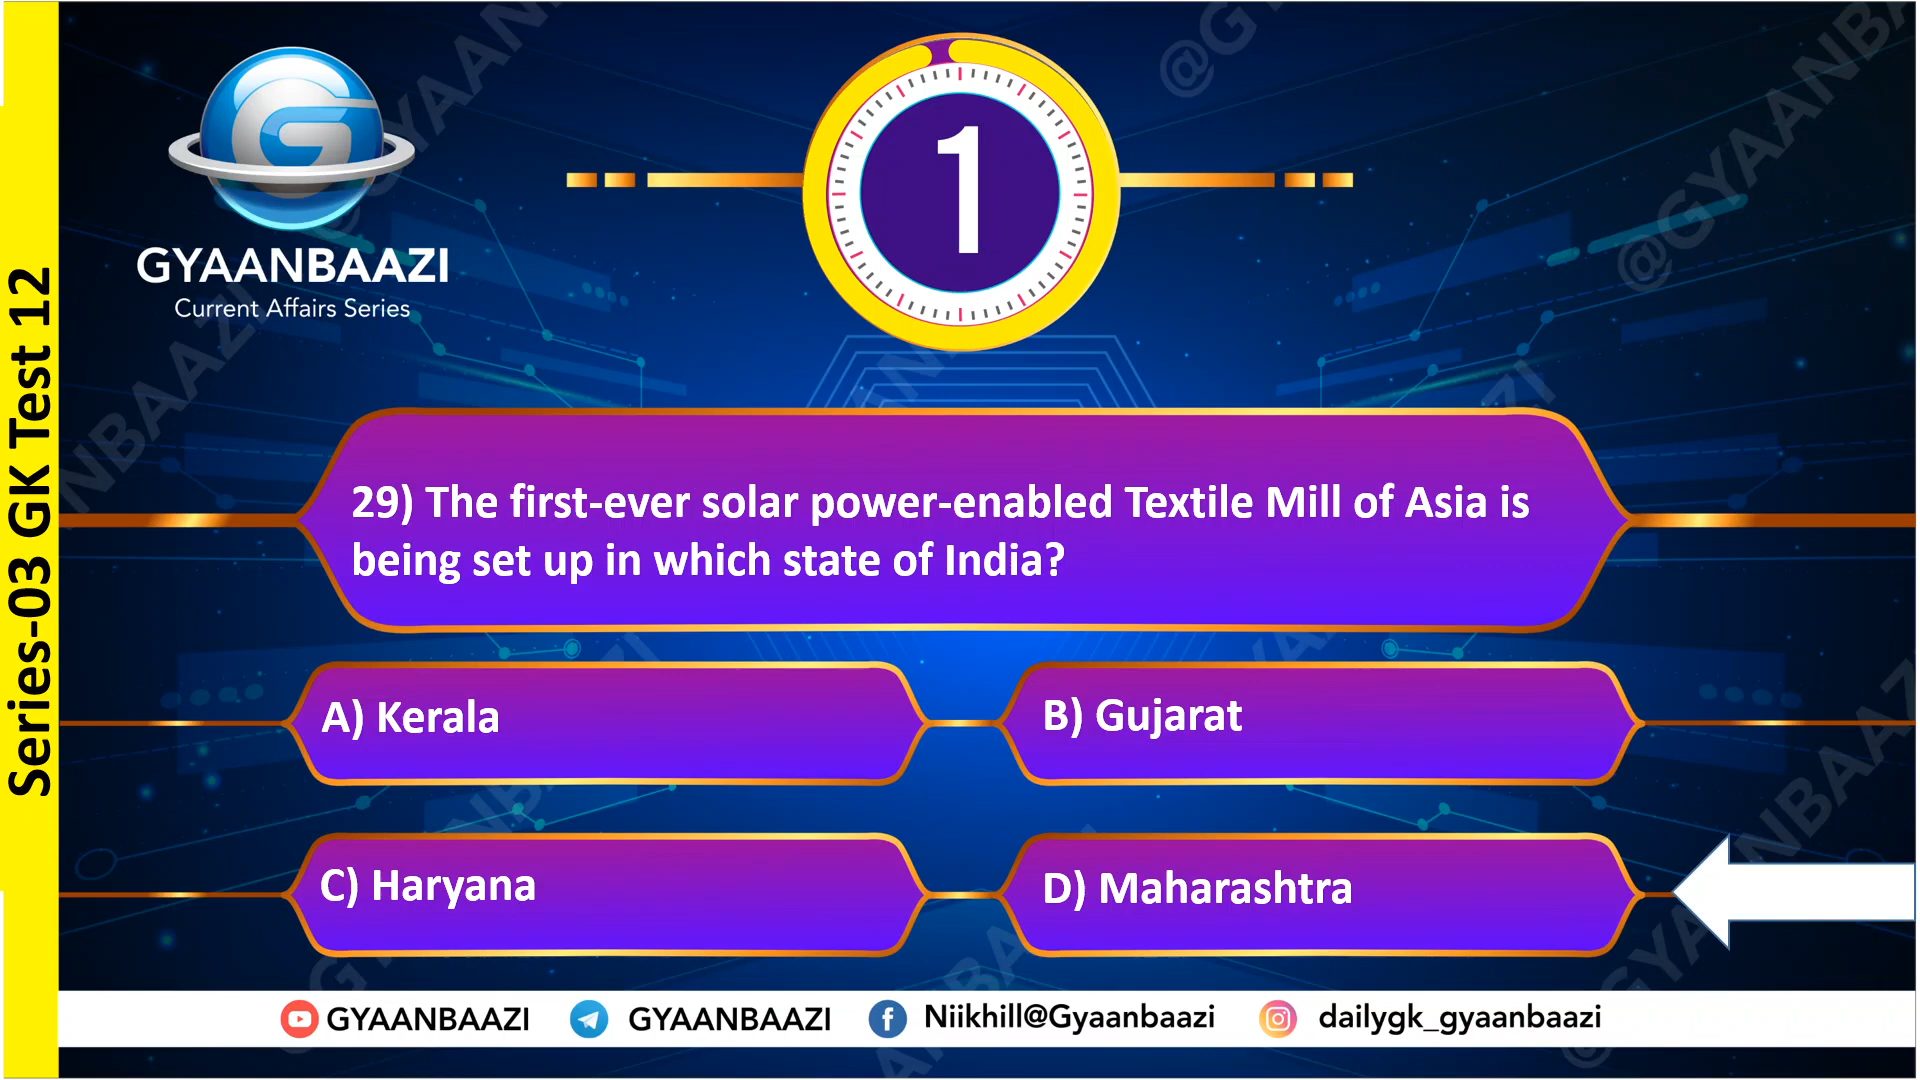 Series-03 GK Test 12
GYAANBAAZI
Current Affairs Series
1
29) The first-ever solar power-enabled Textile Mill of Asia is
being set up in which state of India?
A) Kerala
B) Gujarat
C) Haryana
D) Maharashtra
GYAANBAAZI
GYAANBAAZI
Niikhill@Gyaanbaazi
dailygk_gyaanbaazi
@GYAANBAAZI